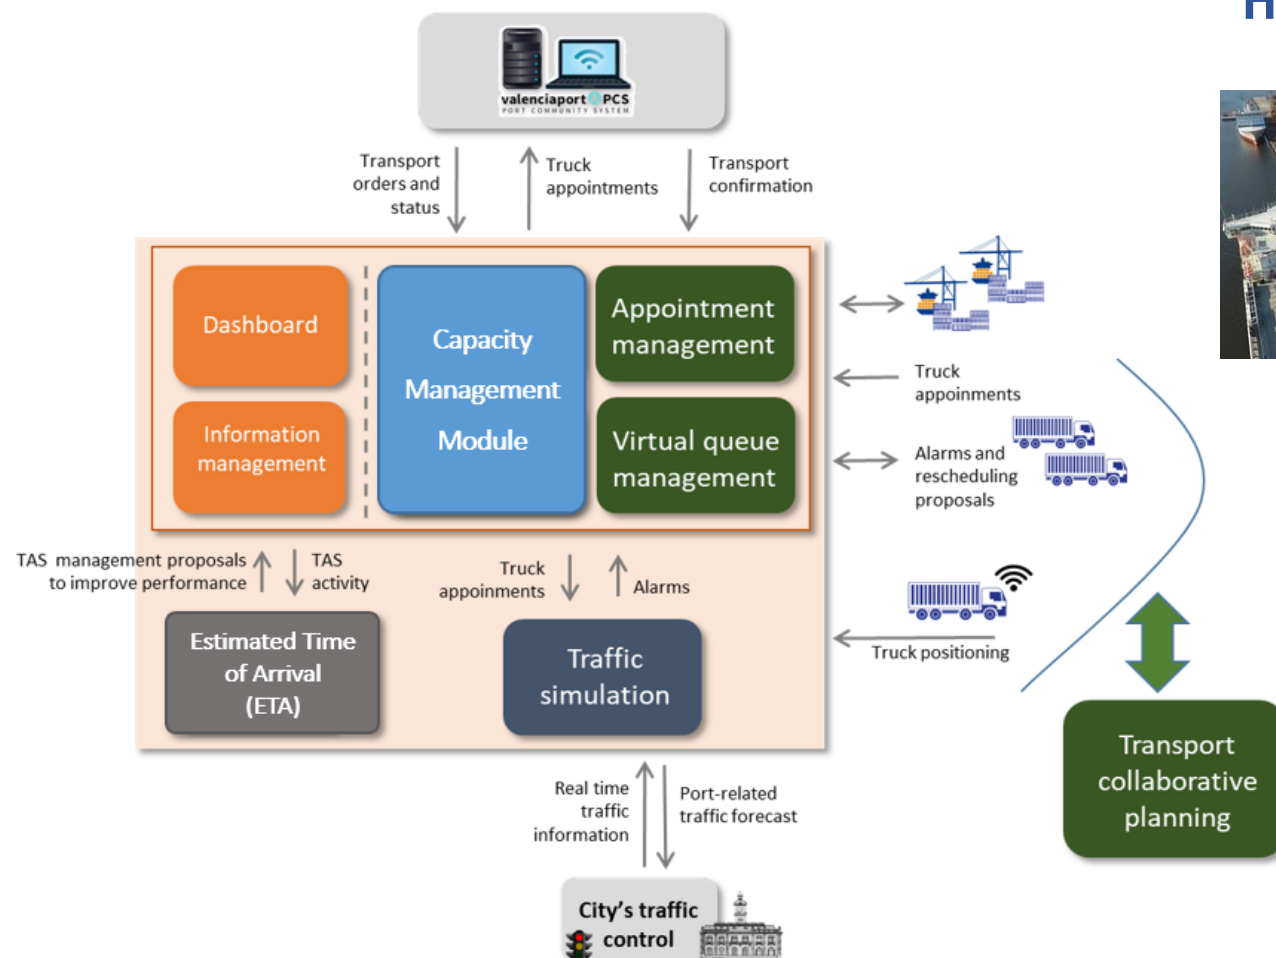 valenciaport PCS
PORT COMMUNITY SYSTEM
Transport
orders and
status
Truck
appointments
Transport
confirmation
Dashboard
Information
management
Capacity
Management
Module
Appointment
management
Virtual queue
management
Truck
appoinments
Alarms and
rescheduling
proposals
TAS management proposals
to improve performance
TAS
activity
Truck
appoinments
Alarms
Truck positioning
Estimated Time
of Arrival
(ETA)
Traffic
simulation
Transport
collaborative
planning
Real time
traffic
information
Port-related
traffic forecast
City's traffic
control